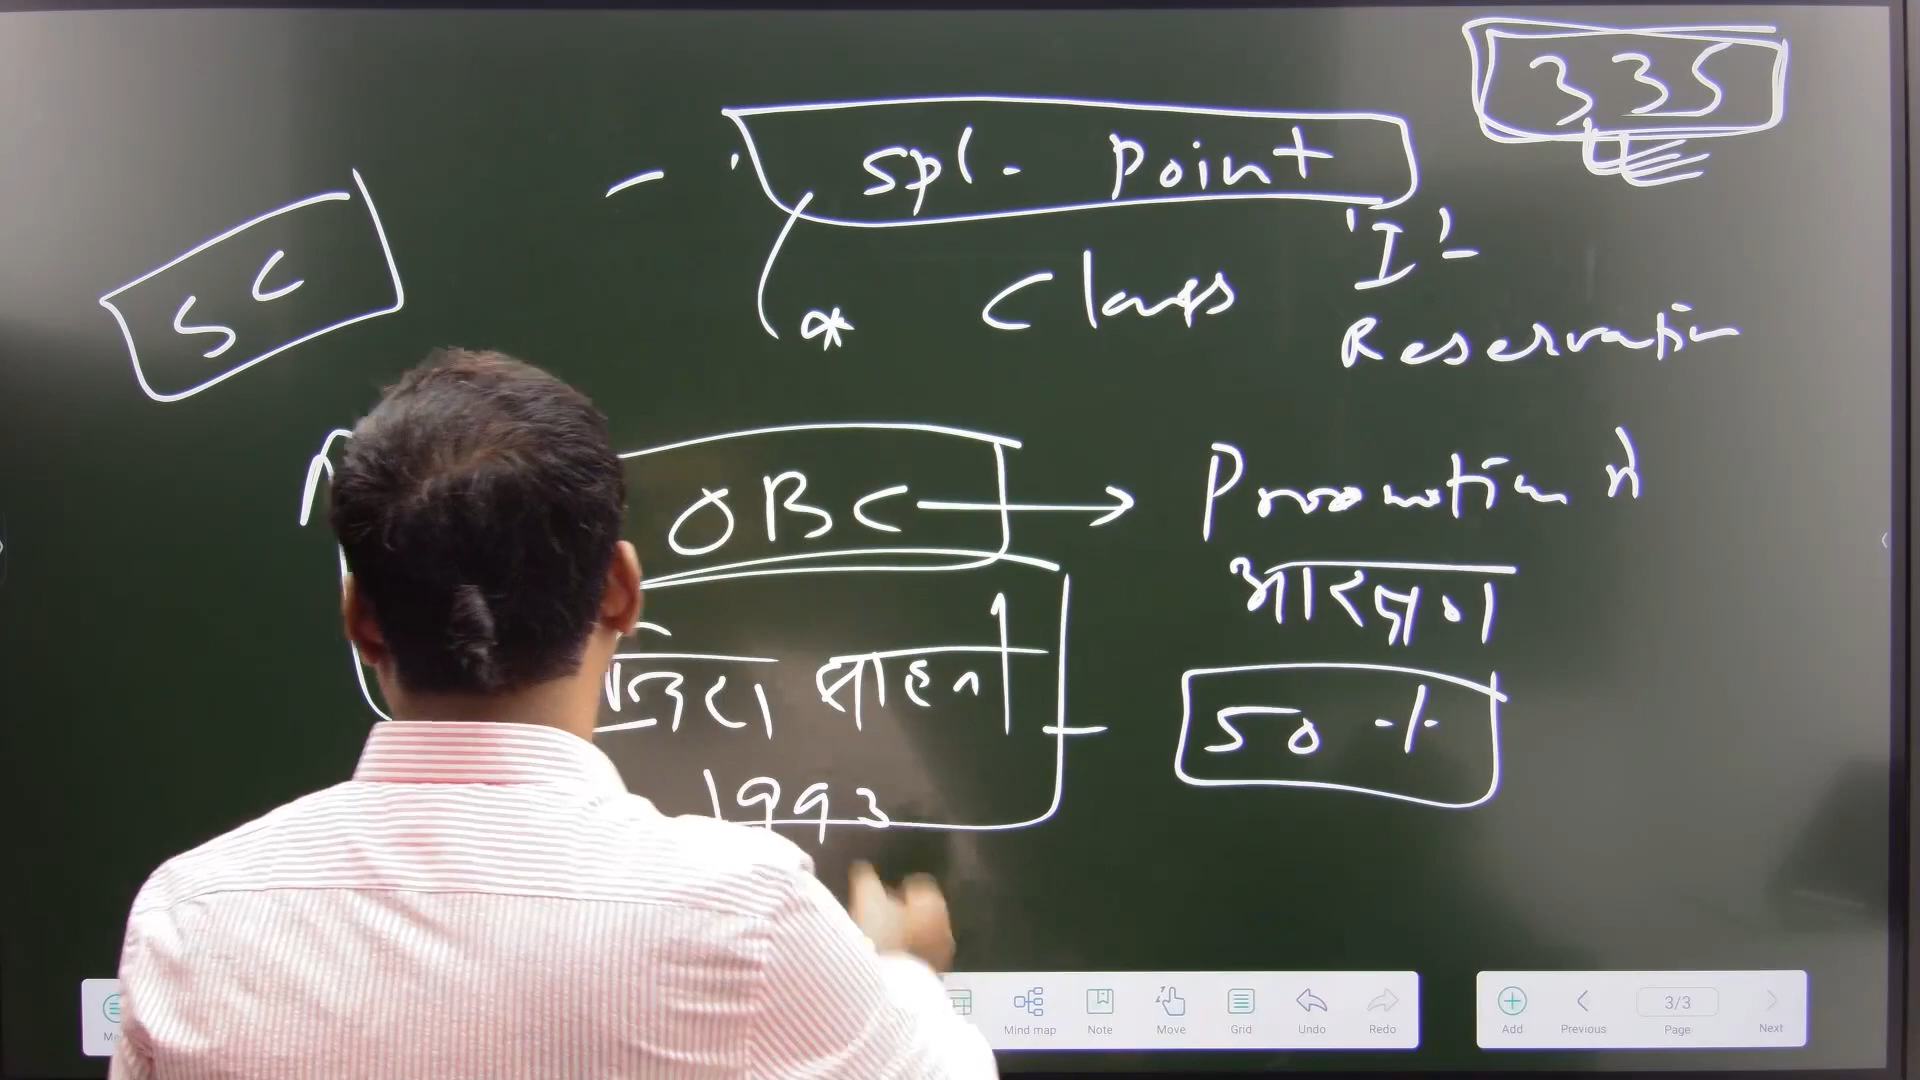 335
Spl. Point
SC
* Class 'I'
Reservation
OBC → Promotion में
आरक्षण
साहनी
50 %
1993
Mind map
Note
Move
Grid
Undo
Redo
Add
Previous
3/3
Page
Next